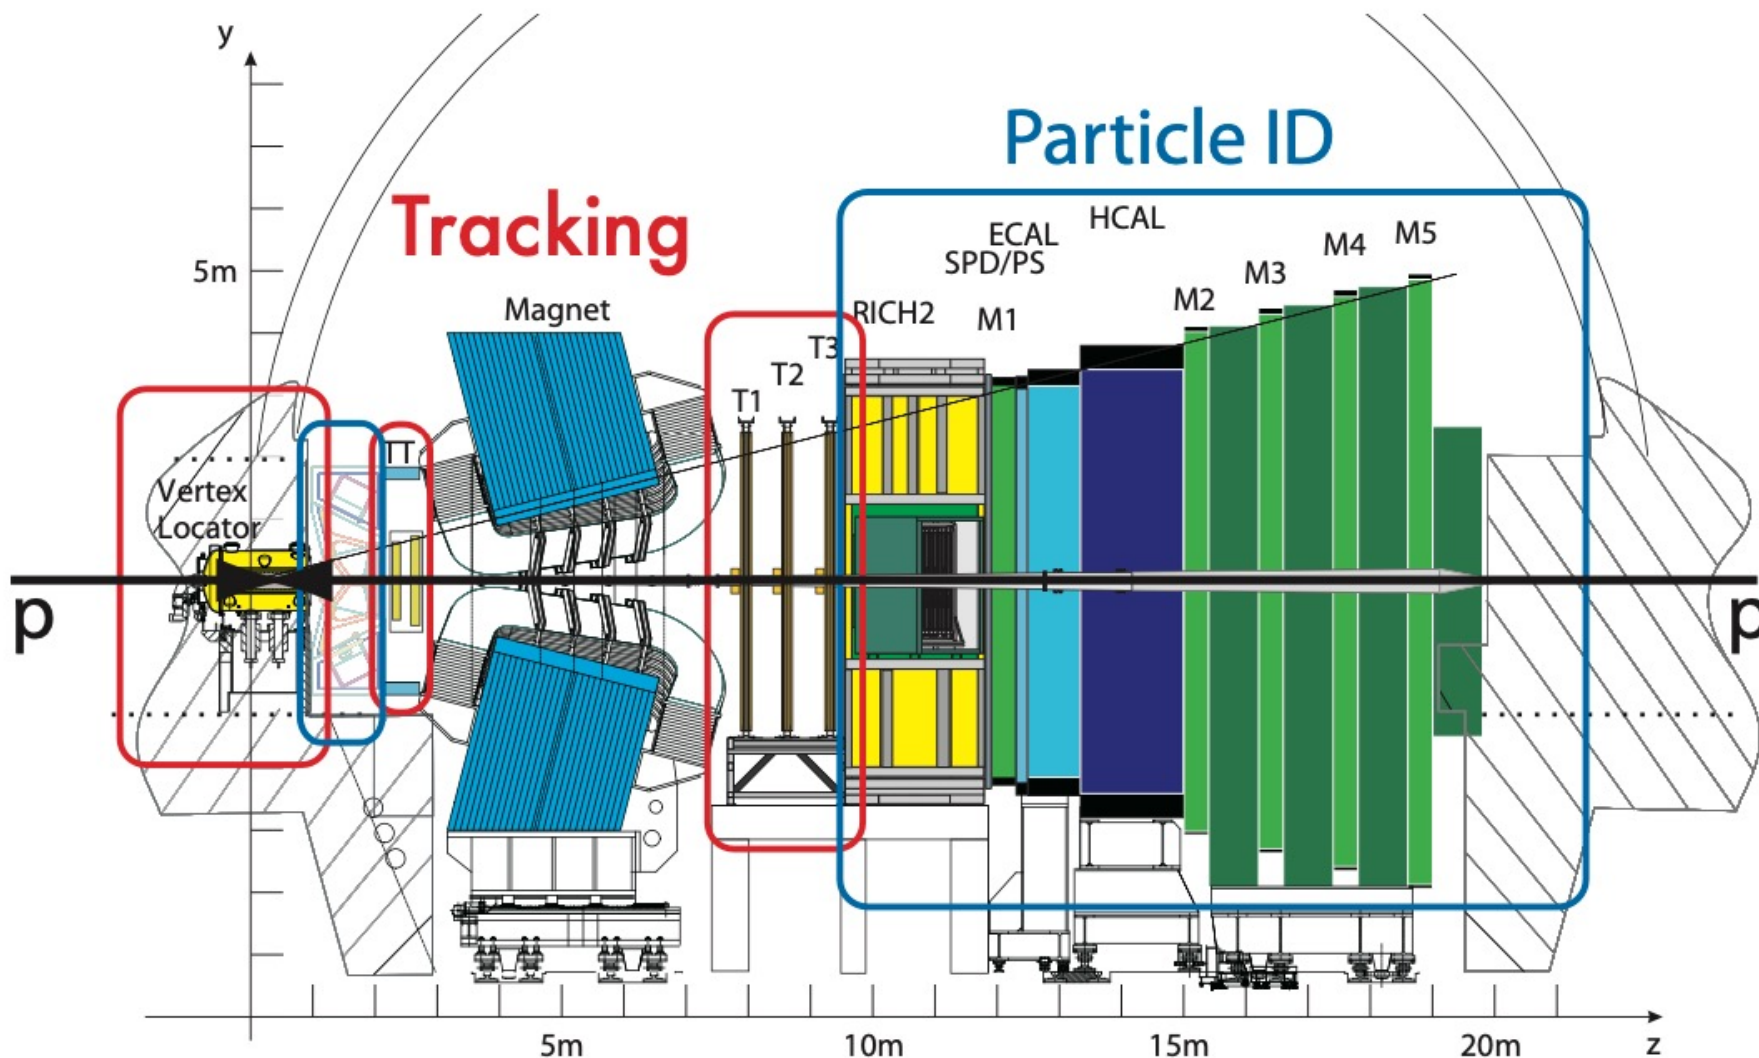 y
Particle ID
Tracking
HCAL
ECAL
SPD/PS
M5
M4
M3
M2
5m
Magnet
RICH2
M1
T3
T2
T1
TT
Vertex
Locator
p
p
5m
10m
15m
20m
z